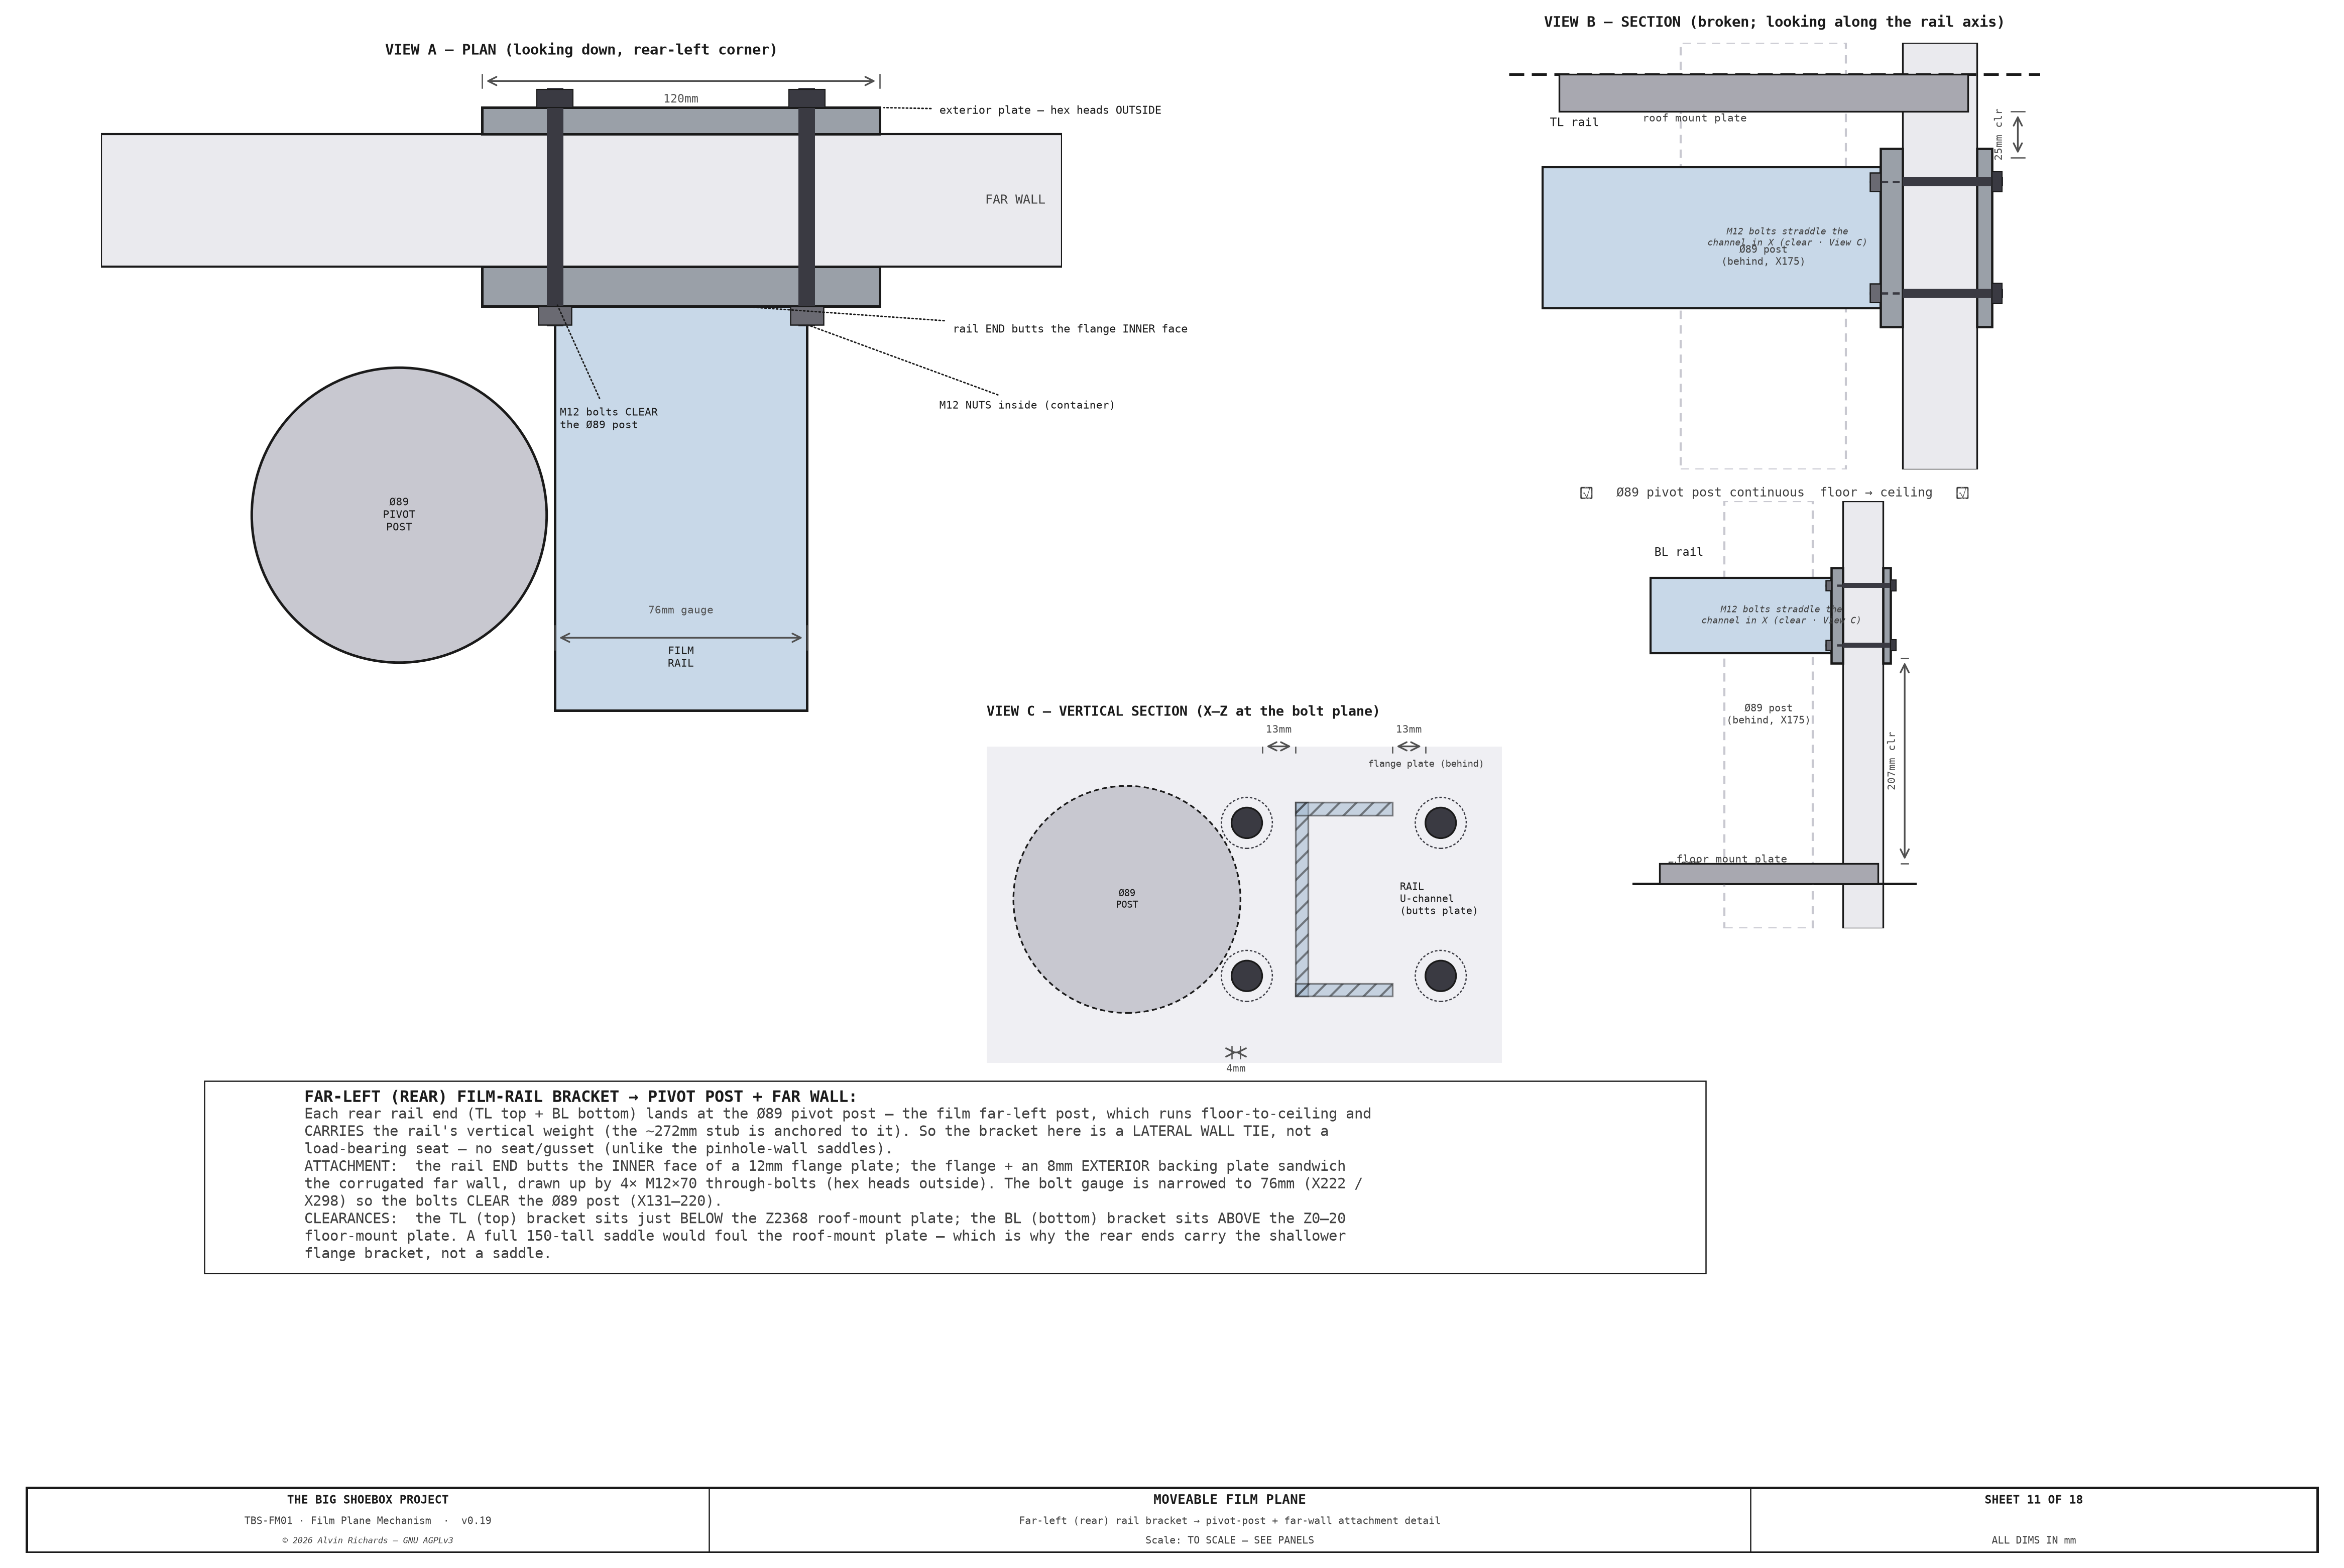 VIEW B — SECTION (broken; looking along the rail axis)
VIEW A — PLAN (looking down, rear-left corner)
120mm
exterior plate — hex heads OUTSIDE
FAR WALL
rail END butts the flange INNER face
M12 NUTS inside (container)
M12 bolts CLEAR
the Ø89 post
Ø89
PIVOT
POST
76mm gauge
FILM
RAIL
TL rail
roof mount plate
25mm clr
M12 bolts straddle the
channel in X (clear · View C)
Ø89 post
(behind, X175)
☑ Ø89 pivot post continuous floor → ceiling ☑
BL rail
M12 bolts straddle the
channel in X (clear · View C)
Ø89 post
(behind, X175)
207mm clr
floor mount plate
VIEW C — VERTICAL SECTION (X–Z at the bolt plane)
13mm
13mm
flange plate (behind)
Ø89
POST
RAIL
U-channel
(butts plate)
4mm
FAR-LEFT (REAR) FILM-RAIL BRACKET → PIVOT POST + FAR WALL:
Each rear rail end (TL top + BL bottom) lands at the Ø89 pivot post — the film far-left post, which runs floor-to-ceiling and
CARRIES the rail's vertical weight (the ~272mm stub is anchored to it). So the bracket here is a LATERAL WALL TIE, not a
load-bearing seat — no seat/gusset (unlike the pinhole-wall saddles).
ATTACHMENT:  the rail END butts the INNER face of a 12mm flange plate; the flange + an 8mm EXTERIOR backing plate sandwich
the corrugated far wall, drawn up by 4× M12×70 through-bolts (hex heads outside). The bolt gauge is narrowed to 76mm (X222 /
X298) so the bolts CLEAR the Ø89 post (X131–220).
CLEARANCES:  the TL (top) bracket sits just BELOW the Z2368 roof-mount plate; the BL (bottom) bracket sits ABOVE the Z0–20
floor-mount plate. A full 150-tall saddle would foul the roof-mount plate — which is why the rear ends carry the shallower
flange bracket, not a saddle.
THE BIG SHOEBOX PROJECT
TBS-FM01 · Film Plane Mechanism · v0.19
© 2026 Alvin Richards — GNU AGPLv3
MOVEABLE FILM PLANE
Far-left (rear) rail bracket → pivot-post + far-wall attachment detail
Scale: TO SCALE — SEE PANELS
SHEET 11 OF 18
ALL DIMS IN mm